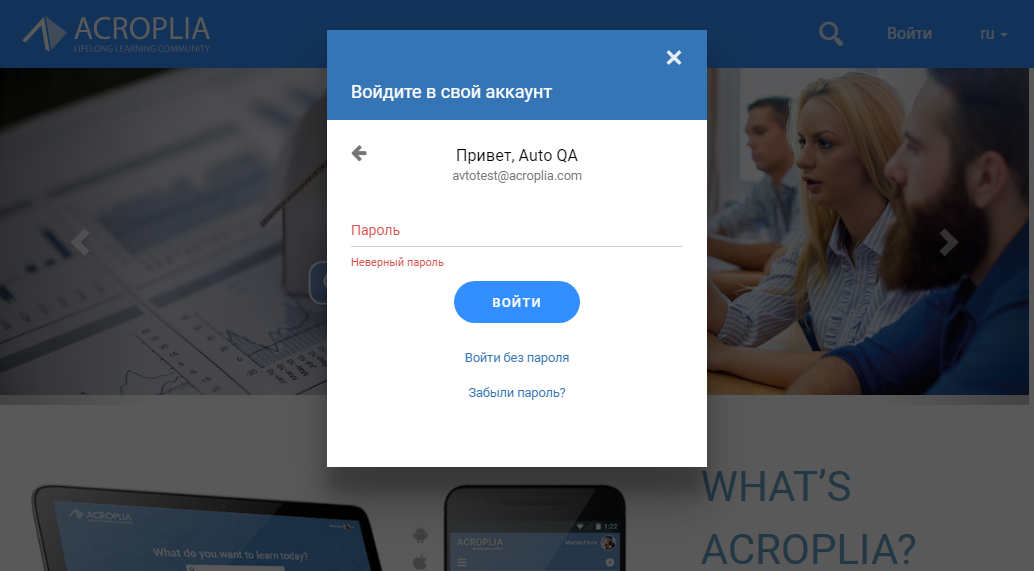 ACROPLIA
LIFELONG LEARNING COMMUNITY
Войти
ru
Войдите в свой аккаунт
Привет, Auto QA
avtotest@acroplia.com
Пароль
Неверный пароль
ВОЙТИ
Войти без пароля
Забыли пароль?
WHAT’S
ACROPLIA?
ACROPLIA
What do you want to learn today?
1:22
ACROPLIA